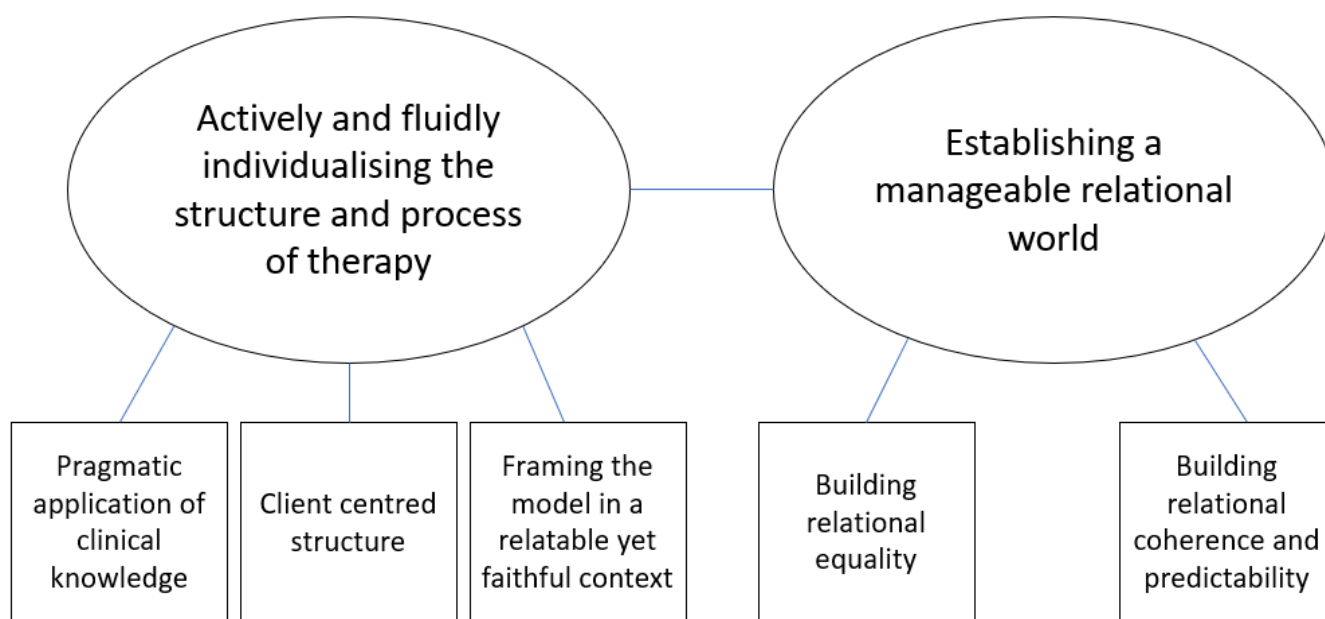 Actively and fluidly
individualising the
structure and process
of therapy
Establishing a
manageable relational
world
Pragmatic
application of
clinical
knowledge
Client centred
structure
Framing the
model in a
relatable yet
faithful context
Building
relational
equality
Building
relational
coherence and
predictability